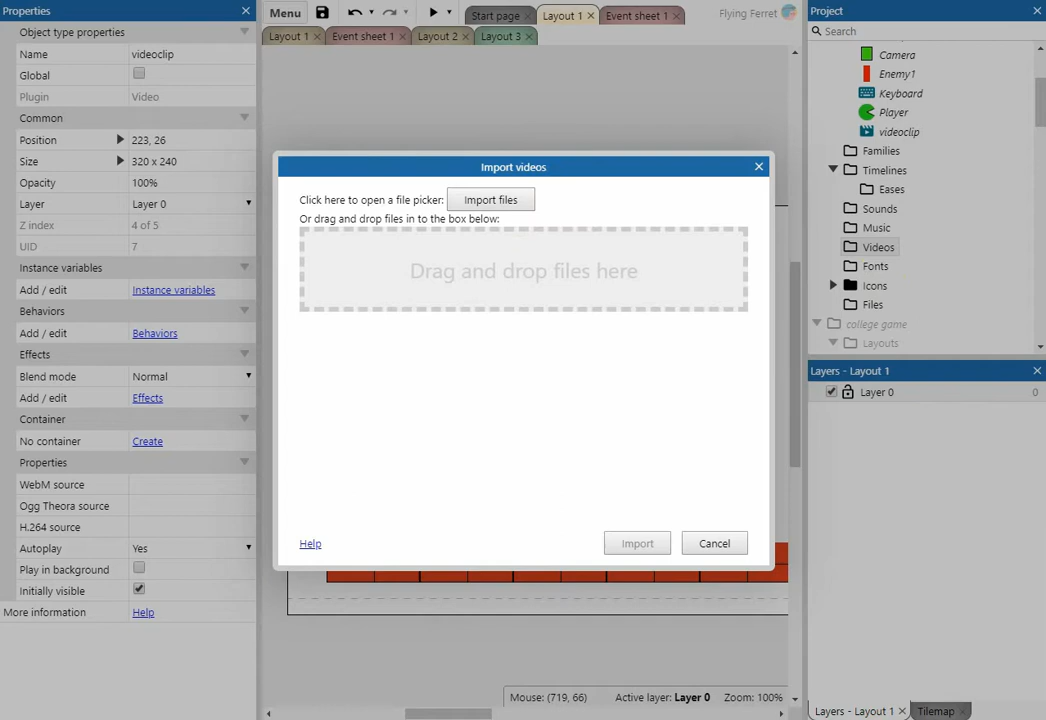 Properties
Object type properties
Name videoclip
Global
Plugin Video
Common
Position 223, 26
Size 320 x 240
Opacity 100%
Layer Layer 0
Z index 4 of 5
UID 7
Instance variables
Add / edit Instance variables
Behaviors
Add / edit Behaviors
Effects
Blend mode Normal
Add / edit Effects
Container
No container Create
Properties
WebM source
Ogg Theora source
H.264 source
Autoplay Yes
Play in background
Initially visible
More information Help
Menu
Start page
Layout 1
Event sheet 1
Flying Ferret
Layout 1
Event sheet 1
Layout 2
Layout 3
Import videos
Click here to open a file picker: Import files
Or drag and drop files in to the box below:
Drag and drop files here
Help
Import
Cancel
Mouse: (719, 66) Active layer: Layer 0 Zoom: 100%
Project
Search
Camera
Enemy1
Keyboard
Player
videoclip
Families
Timelines
Eases
Sounds
Music
Videos
Fonts
Icons
Files
college game
Layouts
Layers - Layout 1
Layer 0 0
Layers - Layout 1
Tilemap